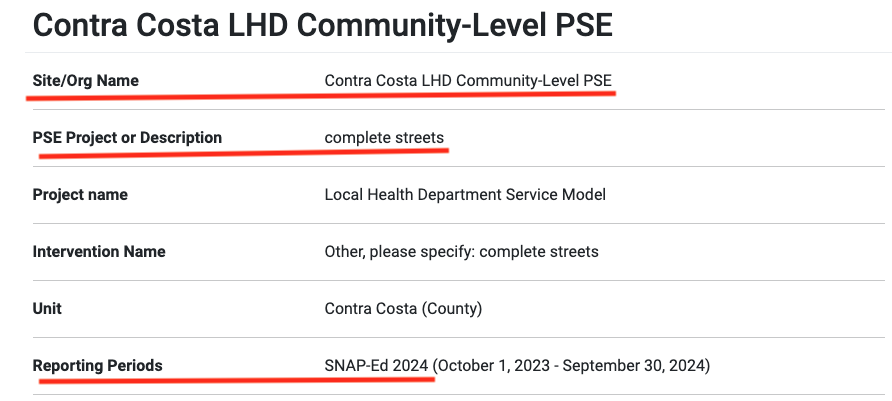 Contra Costa LHD Community-Level PSE
Site/Org Name Contra Costa LHD Community-Level PSE
PSE Project or Description complete streets
Project name Local Health Department Service Model
Intervention Name Other, please specify: complete streets
Unit Contra Costa (County)
Reporting Periods SNAP-Ed 2024 (October 1, 2023 - September 30, 2024)